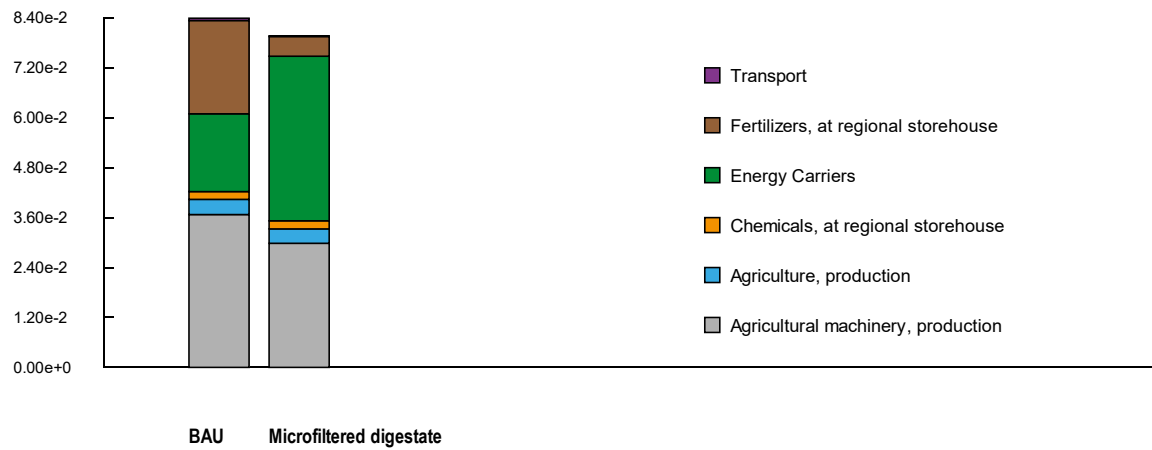 8.40e-2
7.20e-2
6.00e-2
4.80e-2
3.60e-2
2.40e-2
1.20e-2
0.00e+0
Transport
Fertilizers, at regional storehouse
Energy Carriers
Chemicals, at regional storehouse
Agriculture, production
Agricultural machinery, production
BAU
Microfiltered digestate